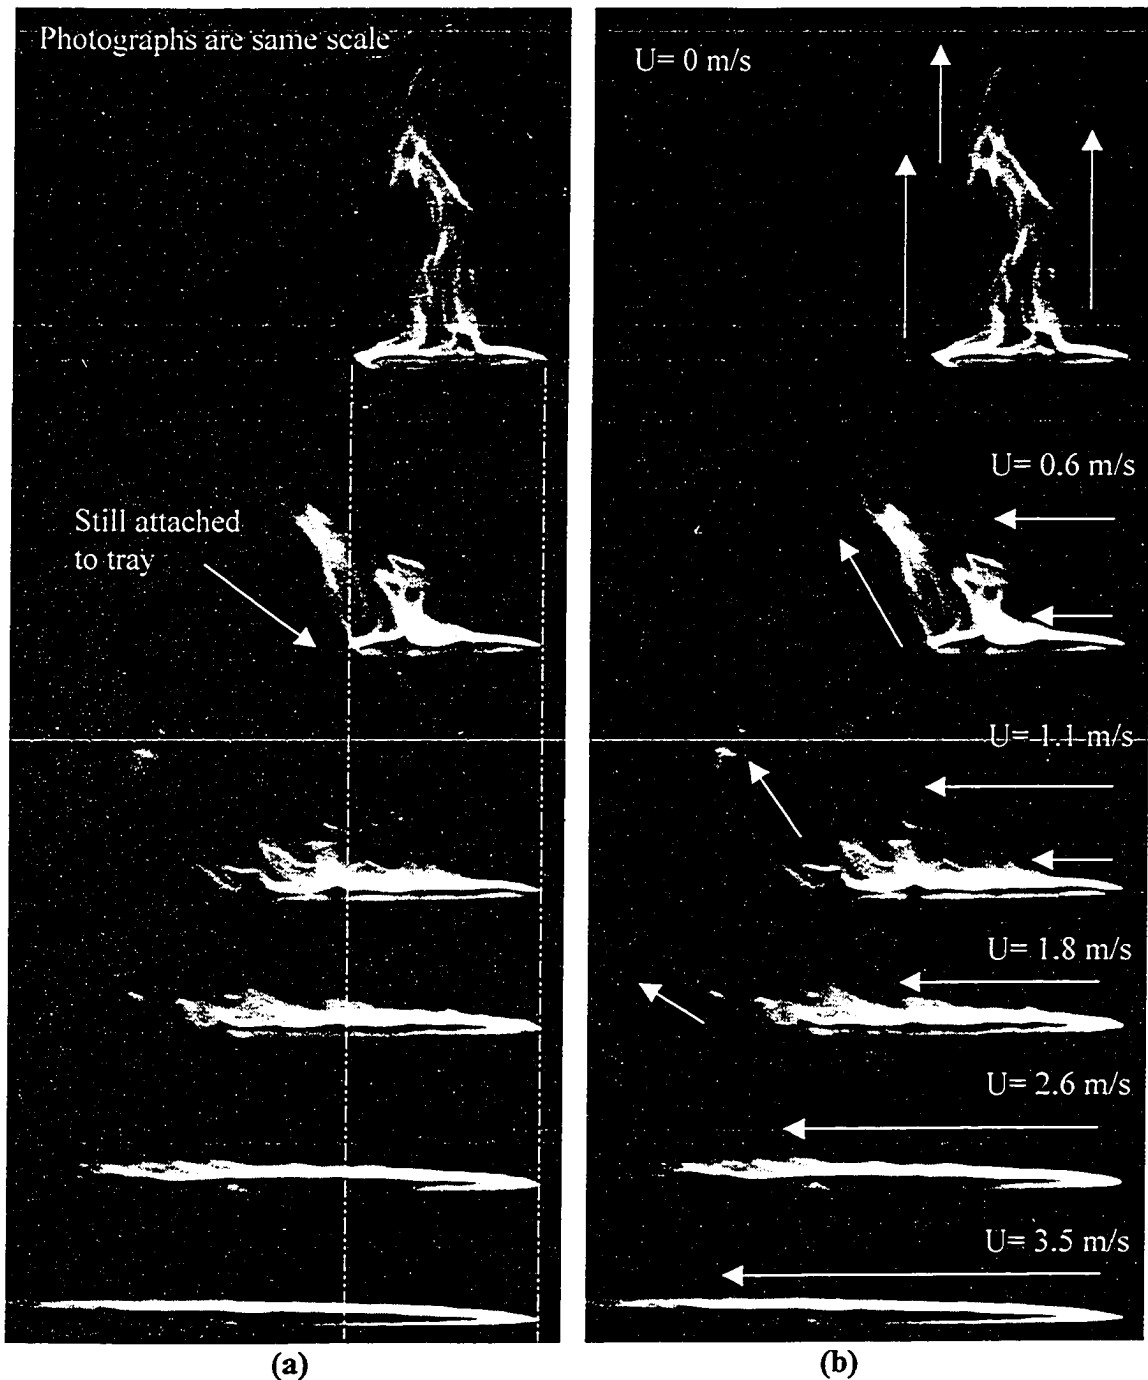 Photographs are same scale
U= 0 m/s
U= 0.6 m/s
Still attached
to tray
U= 1.1 m/s
U= 1.8 m/s
U= 2.6 m/s
U= 3.5 m/s
(a)
(b)